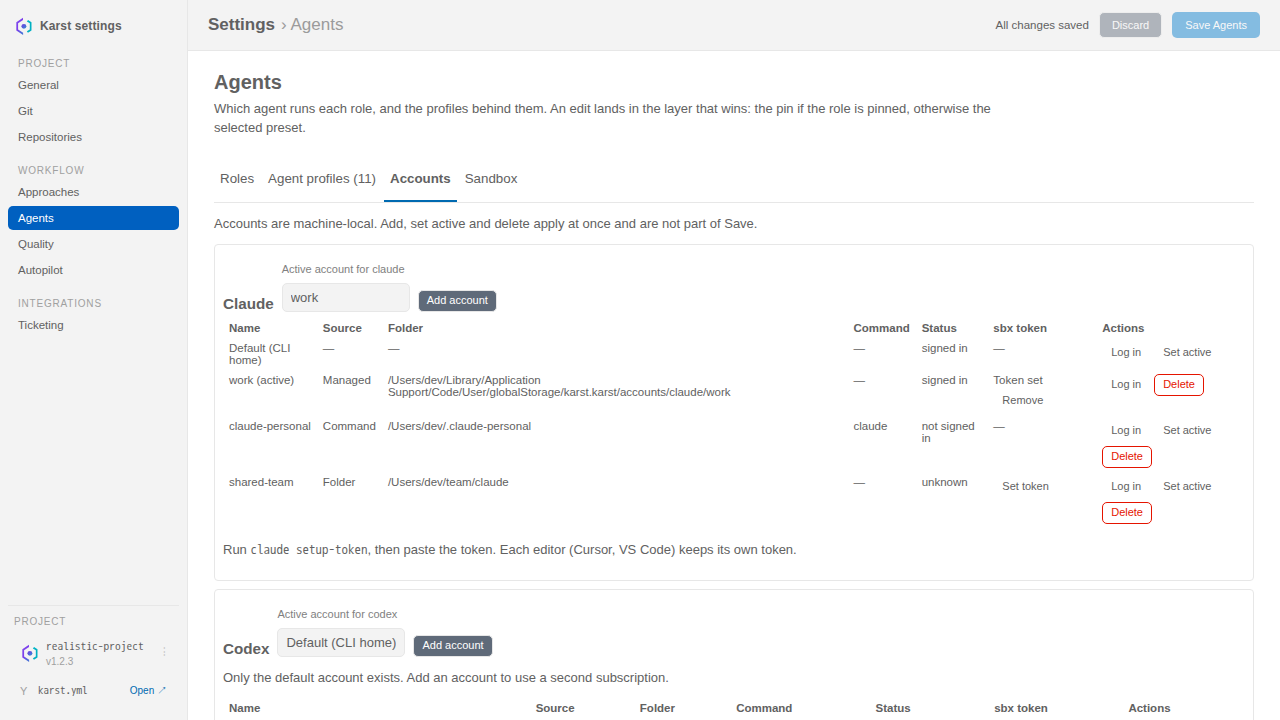 Karst settings
Settings › Agents
All changes saved
Discard
Save Agents
PROJECT
General
Git
Repositories
WORKFLOW
Approaches
Agents
Quality
Autopilot
INTEGRATIONS
Ticketing
PROJECT
realistic-project
v1.2.3
karst.yml
Open ↗
Agents
Which agent runs each role, and the profiles behind them. An edit lands in the layer that wins: the pin if the role is pinned, otherwise the
selected preset.
Roles Agent profiles (11) Accounts Sandbox
Accounts are machine-local. Add, set active and delete apply at once and are not part of Save.
Active account for claude
Claude work Add account
Name Source Folder Command Status sbx token Actions
Default (CLI home) — — — signed in — Log in Set active
work (active) Managed /Users/dev/Library/Application — signed in Token set Log in Delete
Support/Code/User/globalStorage/karst.karst/accounts/claude/work
Remove
claude-personal Command /Users/dev/.claude-personal claude not signed in — Log in Set active
Delete
shared-team Folder /Users/dev/team/claude — unknown Set token Log in Set active
Delete
Run claude setup-token, then paste the token. Each editor (Cursor, VS Code) keeps its own token.
Active account for codex
Codex Default (CLI home) Add account
Only the default account exists. Add an account to use a second subscription.
Name Source Folder Command Status sbx token Actions